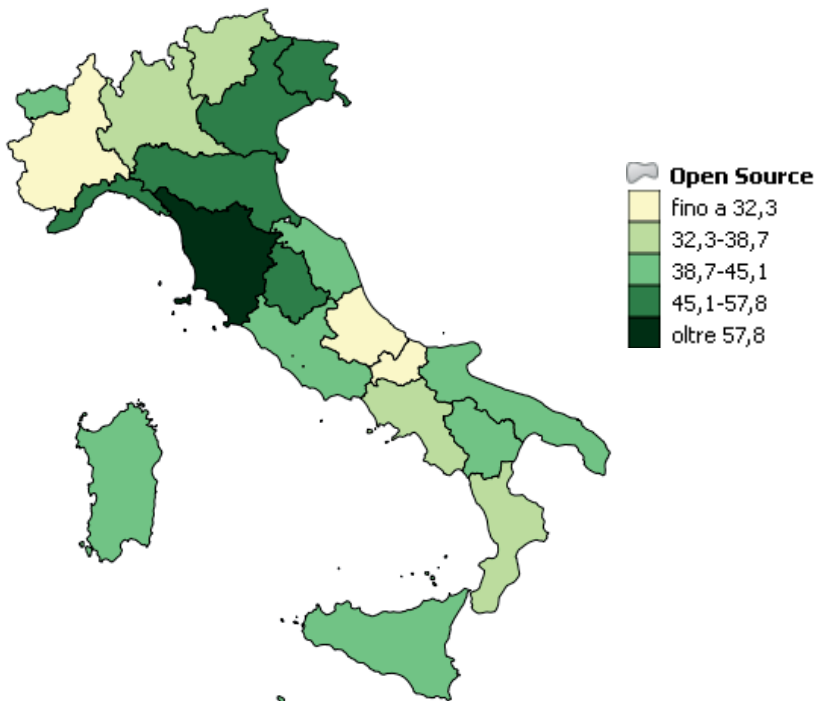 Open Source
fino a 32,3
32,3-38,7
38,7-45,1
45,1-57,8
oltre 57,8